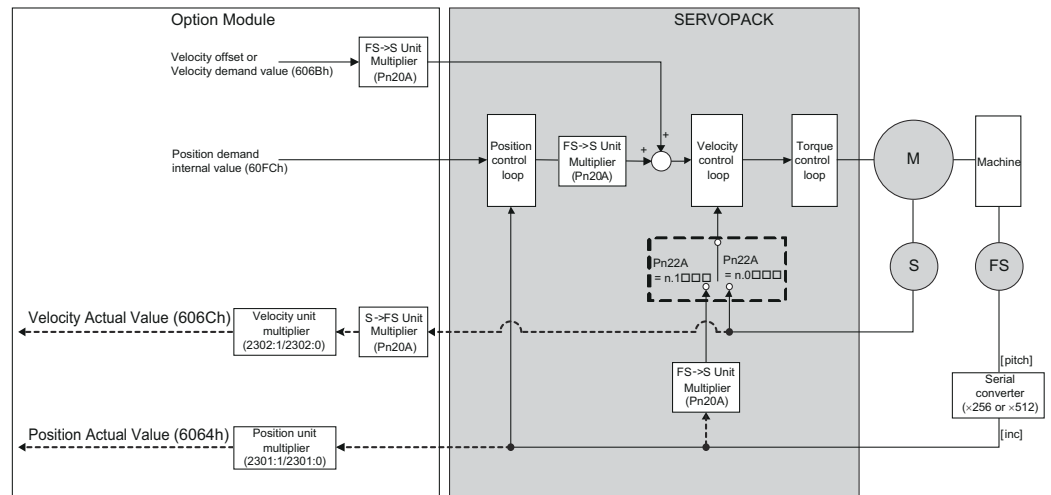 Option Module
SERVOPACK
Velocity offset or
Velocity demand value (606Bh)
FS->S Unit
Multiplier
(Pn20A)
Position demand
internal value (60FCh)
Position
control
loop
FS->S Unit
Multiplier
(Pn20A)
+
+
Velocity
control
loop
Torque
control
loop
M
Machine
Pn22A
= n.1□□□
Pn22A
= n.0□□□
S
FS
Velocity Actual Value (606Ch)
Velocity unit
multiplier
(2302:1/2302:0)
S->FS Unit
Multiplier
(Pn20A)
FS->S Unit
Multiplier
(Pn20A)
[pitch]
Serial
converter
(×256 or ×512)
[inc]
Position Actual Value (6064h)
Position unit
multiplier
(2301:1/2301:0)